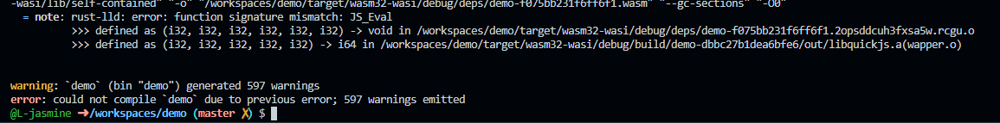 -wasi/lib/self-contained" "-o" "/workspaces/demo/target/wasm32-wasi/debug/deps/demo-f075bb231f6ff6f1.wasm" "--gc-sections" "-O0"
= note: rust-lld: error: function signature mismatch: JS_Eval
>>> defined as (i32, i32, i32, i32, i32, i32) -> void in /workspaces/demo/target/wasm32-wasi/debug/deps/demo-f075bb231f6ff6f1.2opsddcuh3fxsa5w.rcgu.o
>>> defined as (i32, i32, i32, i32, i32) -> i64 in /workspaces/demo/target/wasm32-wasi/debug/build/demo-dbbc27b1dea6bfe6/out/libquickjs.a(wapper.o)
warning: `demo` (bin "demo") generated 597 warnings
error: could not compile `demo` due to previous error; 597 warnings emitted
@L-jasmine ➜/workspaces/demo (master ✗) $